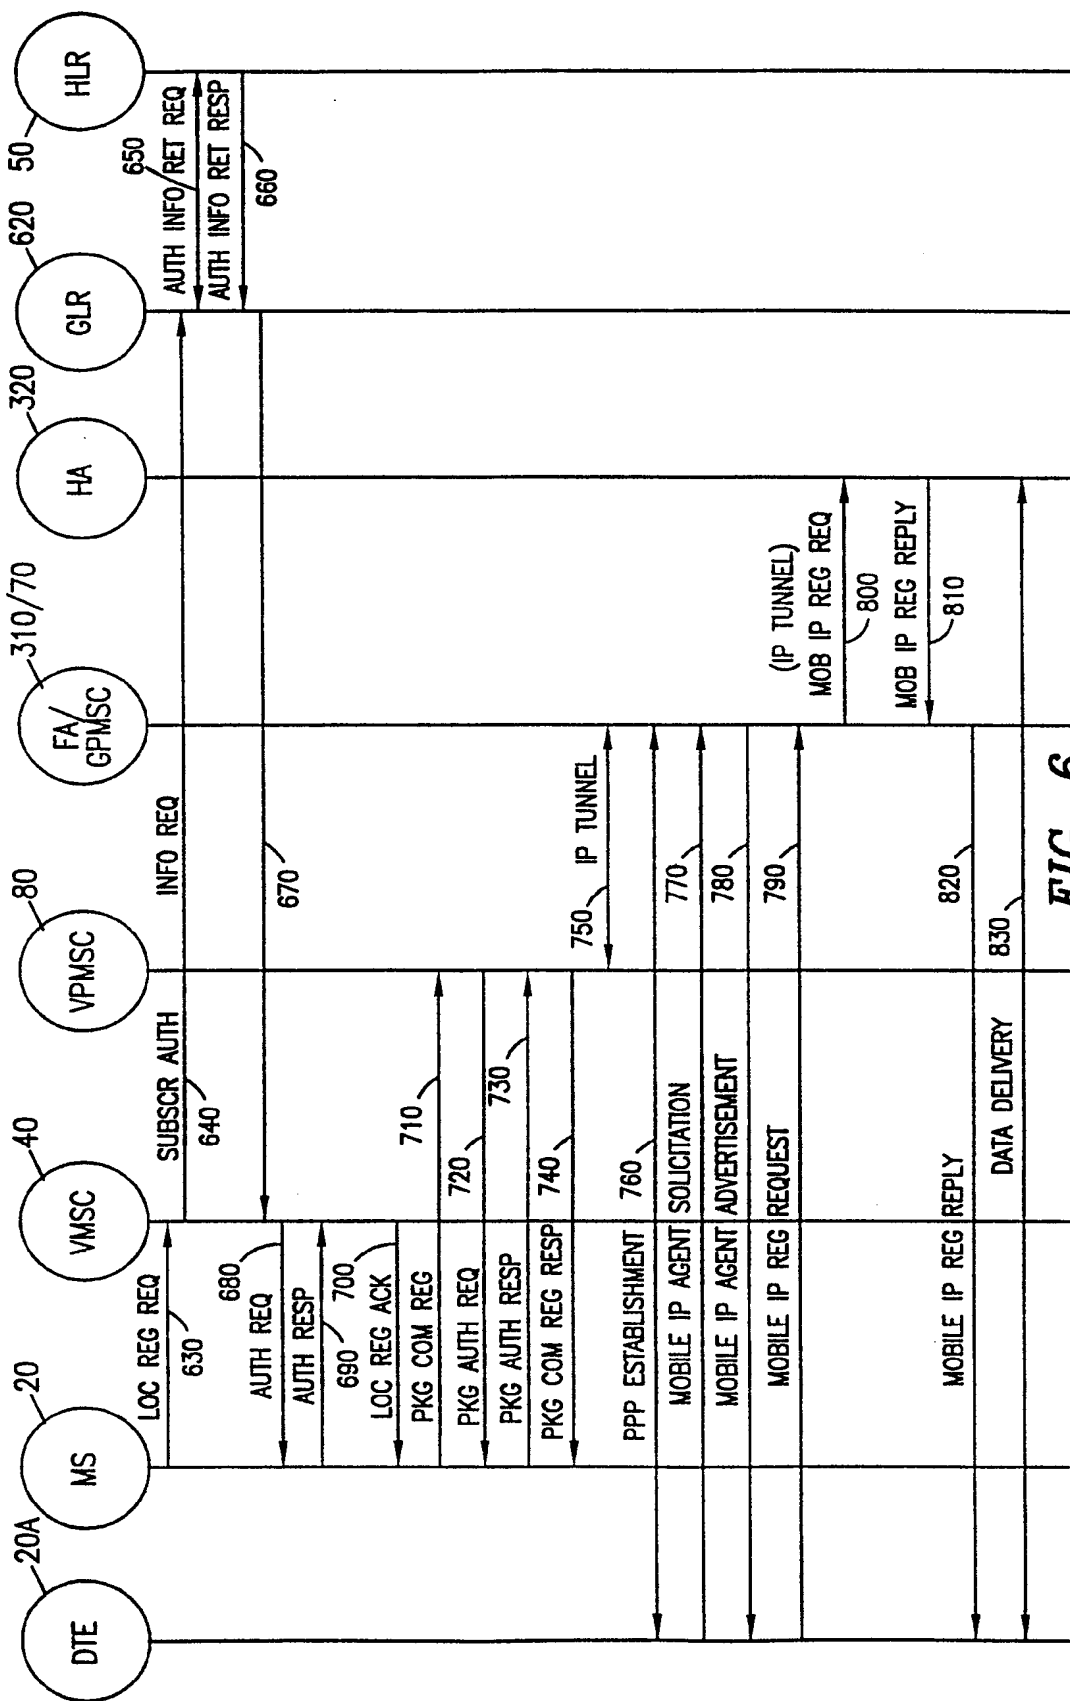 DTE
20A
MS
20
VMSC
40
VPMSC
80
FA/
GPMSC
310/70
HA
320
GLR
620
HLR
50
LOC REG REQ
630
SUBSCR AUTH
INFO REQ
640
AUTH INFO RET REQ
650
AUTH INFO RET RESP
660
670
680
AUTH REQ
AUTH RESP
690
700
LOC REG ACK
PKG COM REG
710
PKG AUTH REQ
720
PKG AUTH RESP
730
PKG COM REG RESP
740
750
IP TUNNEL
PPP ESTABLISHMENT
760
MOBILE IP AGENT SOLICITATION
770
MOBILE IP AGENT ADVERTISEMENT
780
MOBILE IP REG REQUEST
790
(IP TUNNEL)
MOB IP REG REQ
800
MOB IP REG REPLY
810
MOBILE IP REG REPLY
820
DATA DELIVERY
830
FIG. 6